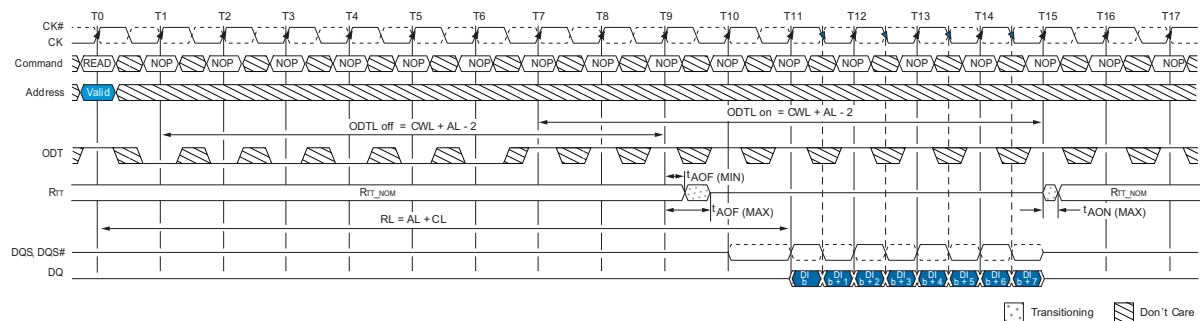 T0 T1 T2 T3 T4 T5 T6 T7 T8 T9 T10 T11 T12 T13 T14 T15 T16 T17
CK#
CK
Command READ NOP NOP NOP NOP NOP NOP NOP NOP NOP NOP NOP NOP NOP NOP NOP NOP NOP
Address Valid
ODTL off = CWL + AL - 2 ODTL on = CWL + AL - 2
ODT
tAOF (MIN)
RTT RTT_NOM RTT_NOM
RL = AL + CL tAOF (MAX) tAON (MAX)
DQS, DQS#
DQ DI b DI b + 1 DI b + 2 DI b + 3 DI b + 4 DI b + 5 DI b + 6 DI b + 7
Transitioning Don't Care